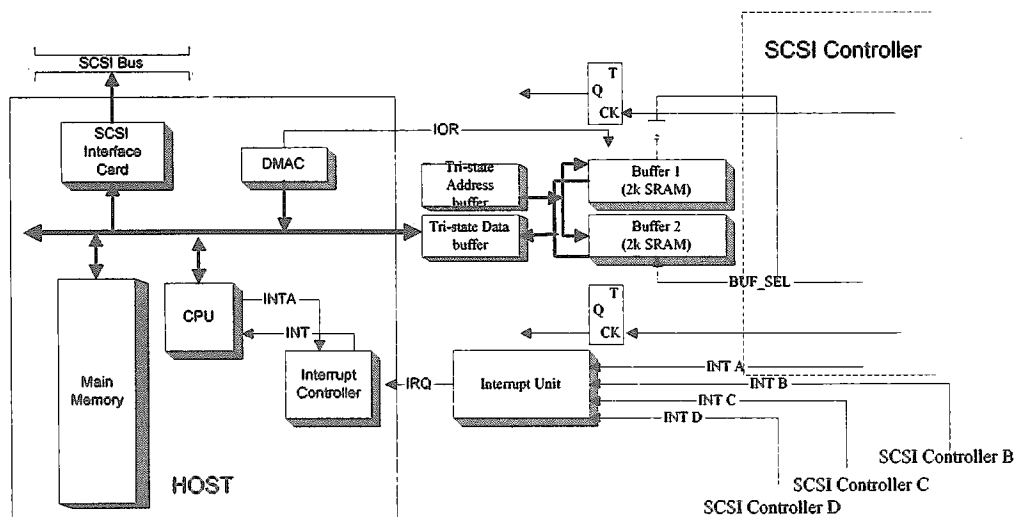 SCSI Controller
SCSI Bus
T
Q
CK
SCSI
Interface
Card
IOR
DMAC
Tri-state
Address
buffer
Buffer 1
(2k SRAM)
Tri-state Data
buffer
Buffer 2
(2k SRAM)
BUF_SEL
T
Q
CK
CPU
INTA
INT
Interrupt
Controller
IRQ
Interrupt Unit
INT A
INT B
INT C
INT D
Main
Memory
HOST
SCSI Controller B
SCSI Controller C
SCSI Controller D